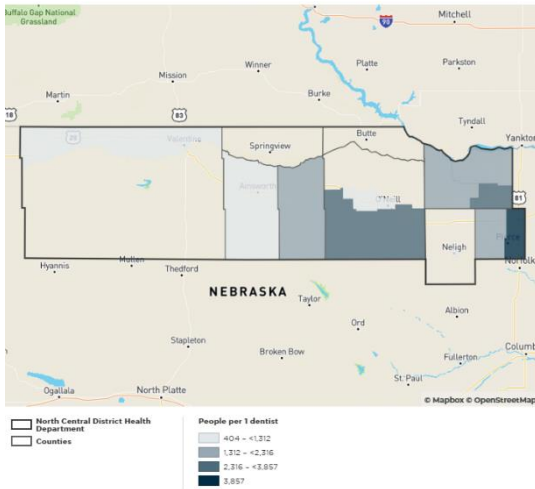 Buffalo Gap National
Grassland
90
Mitchell
Winner
Platte
Parkston
Mission
Martin
Burke
18
83
Tyndall
Butte
Yankton
20
Valentine
Springview
Ainsworth
O'Neill
81
Pierce
Neligh
Norfolk
Hyannis
Mullen
Thedford
NEBRASKA
Taylor
Albion
Ord
Stapleton
Broken Bow
Fullerton
Colum
St. Paul
Ogallala
North Platte
© Mapbox © OpenStreetMap
North Central District Health
Department
Counties
People per 1 dentist
404 – <1,312
1,312 – <2,316
2,316 – <3,857
3,857